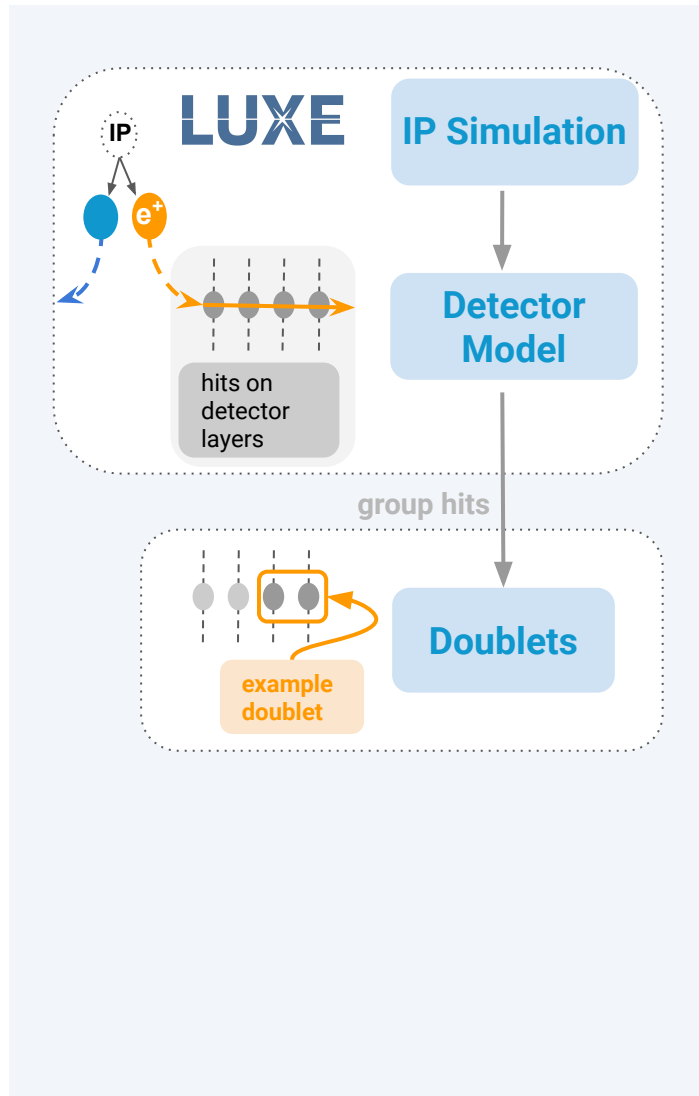 LUXE
IP
e+
IP Simulation
Detector
Model
hits on
detector
layers
group hits
Doublets
example
doublet